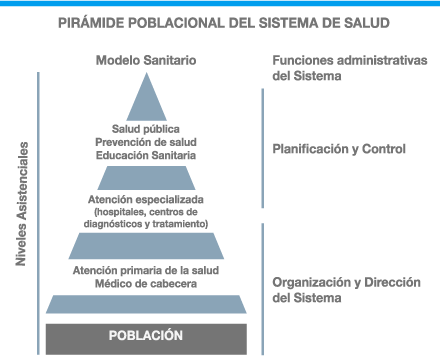 PIRÁMIDE POBLACIONAL DEL SISTEMA DE SALUD
Modelo Sanitario
Funciones administrativas
del Sistema
Niveles Asistenciales
Salud pública
Prevención de salud
Educación Sanitaria
Planificación y Control
Atención especializada
(hospitales, centros de
diagnósticos y tratamiento)
Atención primaria de la salud
Médico de cabecera
Organización y Dirección
del Sistema
POBLACIÓN